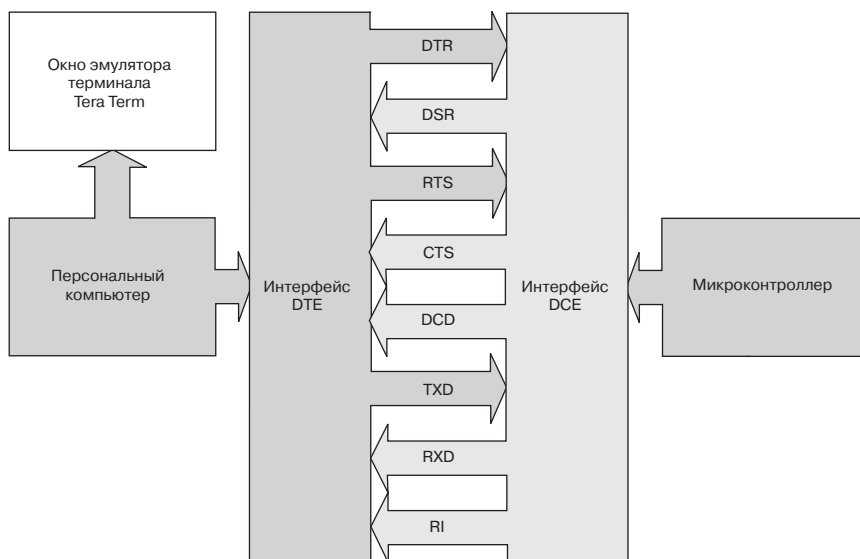 Окно эмулятора
терминала
Tera Term
DTR
DSR
RTS
CTS
DCD
TXD
RXD
RI
Персональный
компьютер
Интерфейс
DTE
Интерфейс
DCE
Микроконтроллер